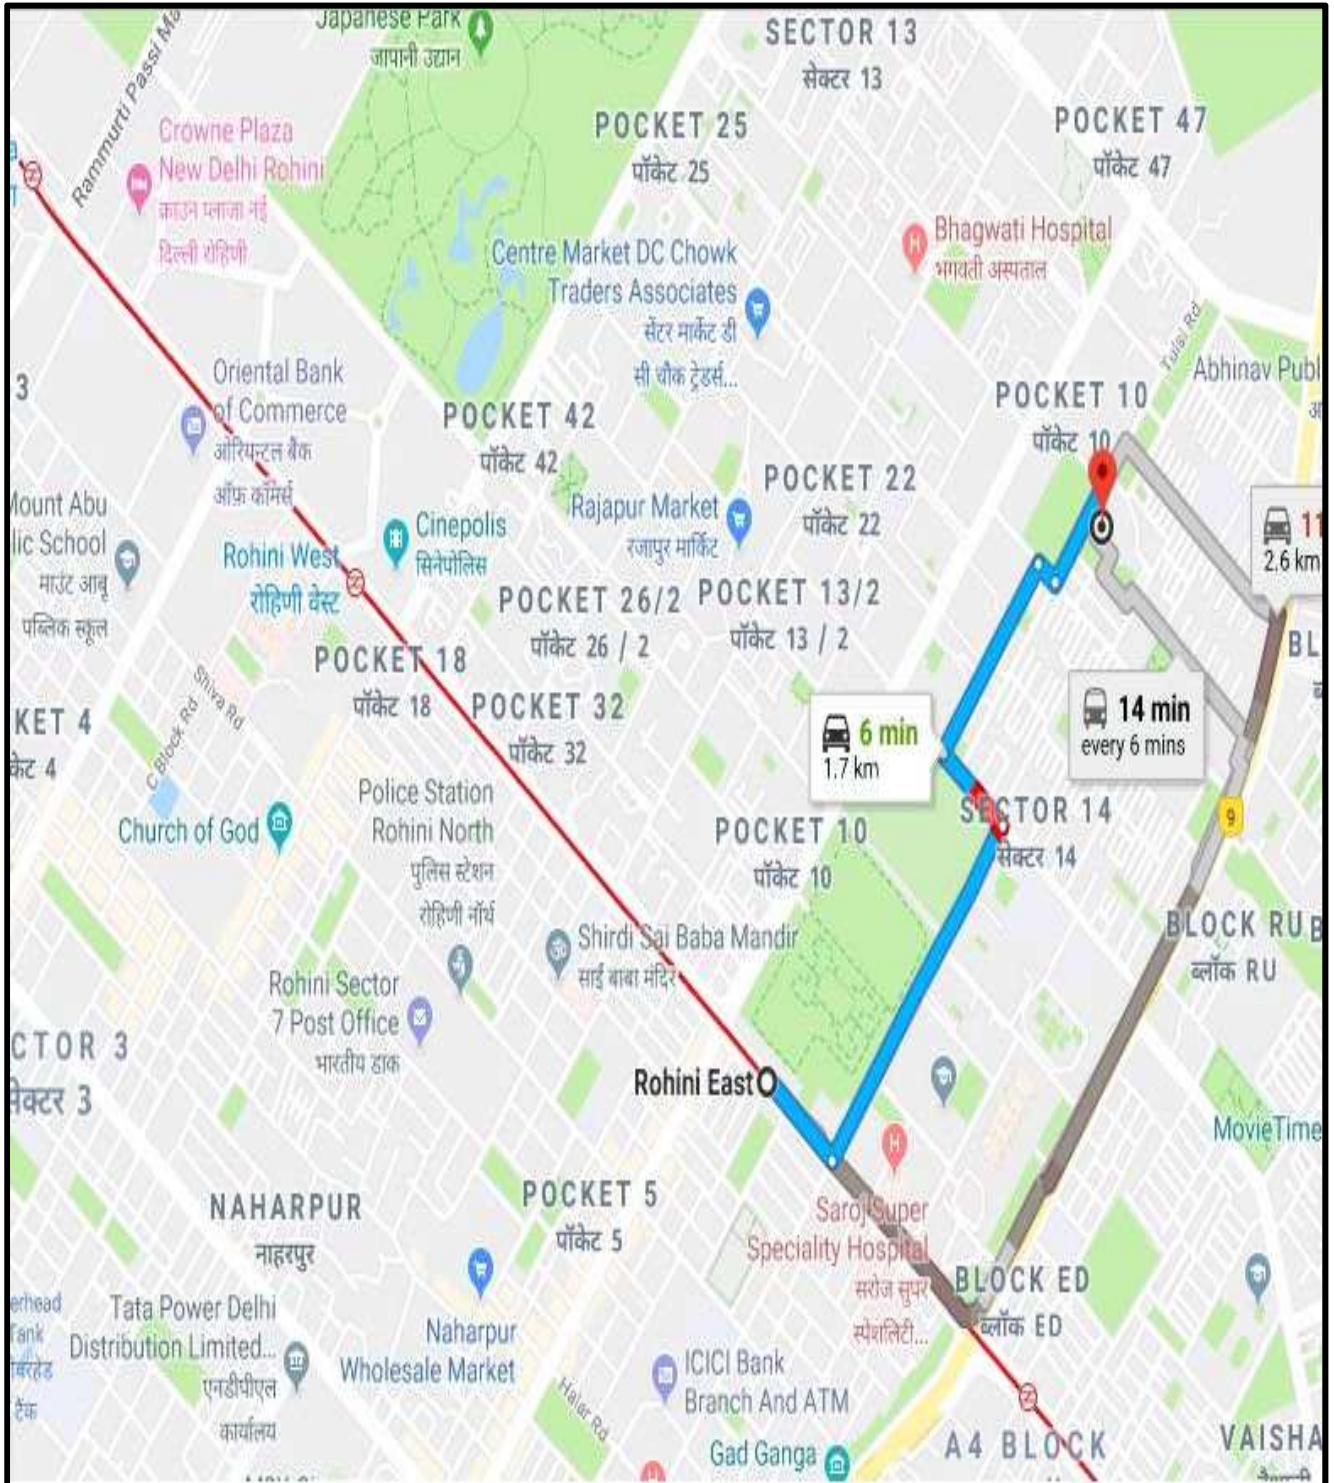 Japanese Park
जापानी उद्यान
SECTOR 13
सेक्टर 13
Rammurti Passi Ma
Crowne Plaza
New Delhi Rohini
क्राउन प्लाजा नई
दिल्ली रोहिणी
POCKET 25
पॉकेट 25
POCKET 47
पॉकेट 47
Bhagwati Hospital
भगवती अस्पताल
Centre Market DC Chowk
Traders Associates
सेंटर मार्केट डी
सी चौक ट्रेडर्स...
Tulsi Rd
Abhinav Publ
3
Oriental Bank
of Commerce
ओरियन्टल बैंक
ऑफ़ कॉमर्स
POCKET 42
पॉकेट 42
POCKET 10
पॉकेट 10
POCKET 22
पॉकेट 22
Rajapur Market
रजापुर मार्किट
Mount Abu
lic School
माउंट आबू
पब्लिक स्कूल
Cinepolis
सिनेपोलिस
Rohini West
रोहिणी वेस्ट
11
2.6 km
POCKET 26/2
पॉकेट 26 / 2
POCKET 13/2
पॉकेट 13 / 2
BL
POCKET 18
पॉकेट 18
POCKET 32
पॉकेट 32
Shiva Rd
C Block Rd
KET 4
केट 4
6 min
1.7 km
14 min
every 6 mins
Church of God
Police Station
Rohini North
पुलिस स्टेशन
रोहिणी नॉर्थ
POCKET 10
पॉकेट 10
SECTOR 14
सेक्टर 14
9
BLOCK RU
ब्लॉक RU
B
Shirdi Sai Baba Mandir
साईं बाबा मंदिर
Rohini Sector
7 Post Office
भारतीय डाक
CTOR 3
सेक्टर 3
Rohini East
MovieTime
NAHARPUR
नाहरपुर
POCKET 5
पॉकेट 5
Saroj Super
Speciality Hospital
सरोज सुपर
स्पेशलिटी...
BLOCK ED
ब्लॉक ED
erhead
Tank
टैंक
Tata Power Delhi
Distribution Limited...
एनडीपीएल
कार्यालय
Naharpur
Wholesale Market
Halar Rd
ICICI Bank
Branch And ATM
Gad Ganga
A4 BLOCK
VAISHA